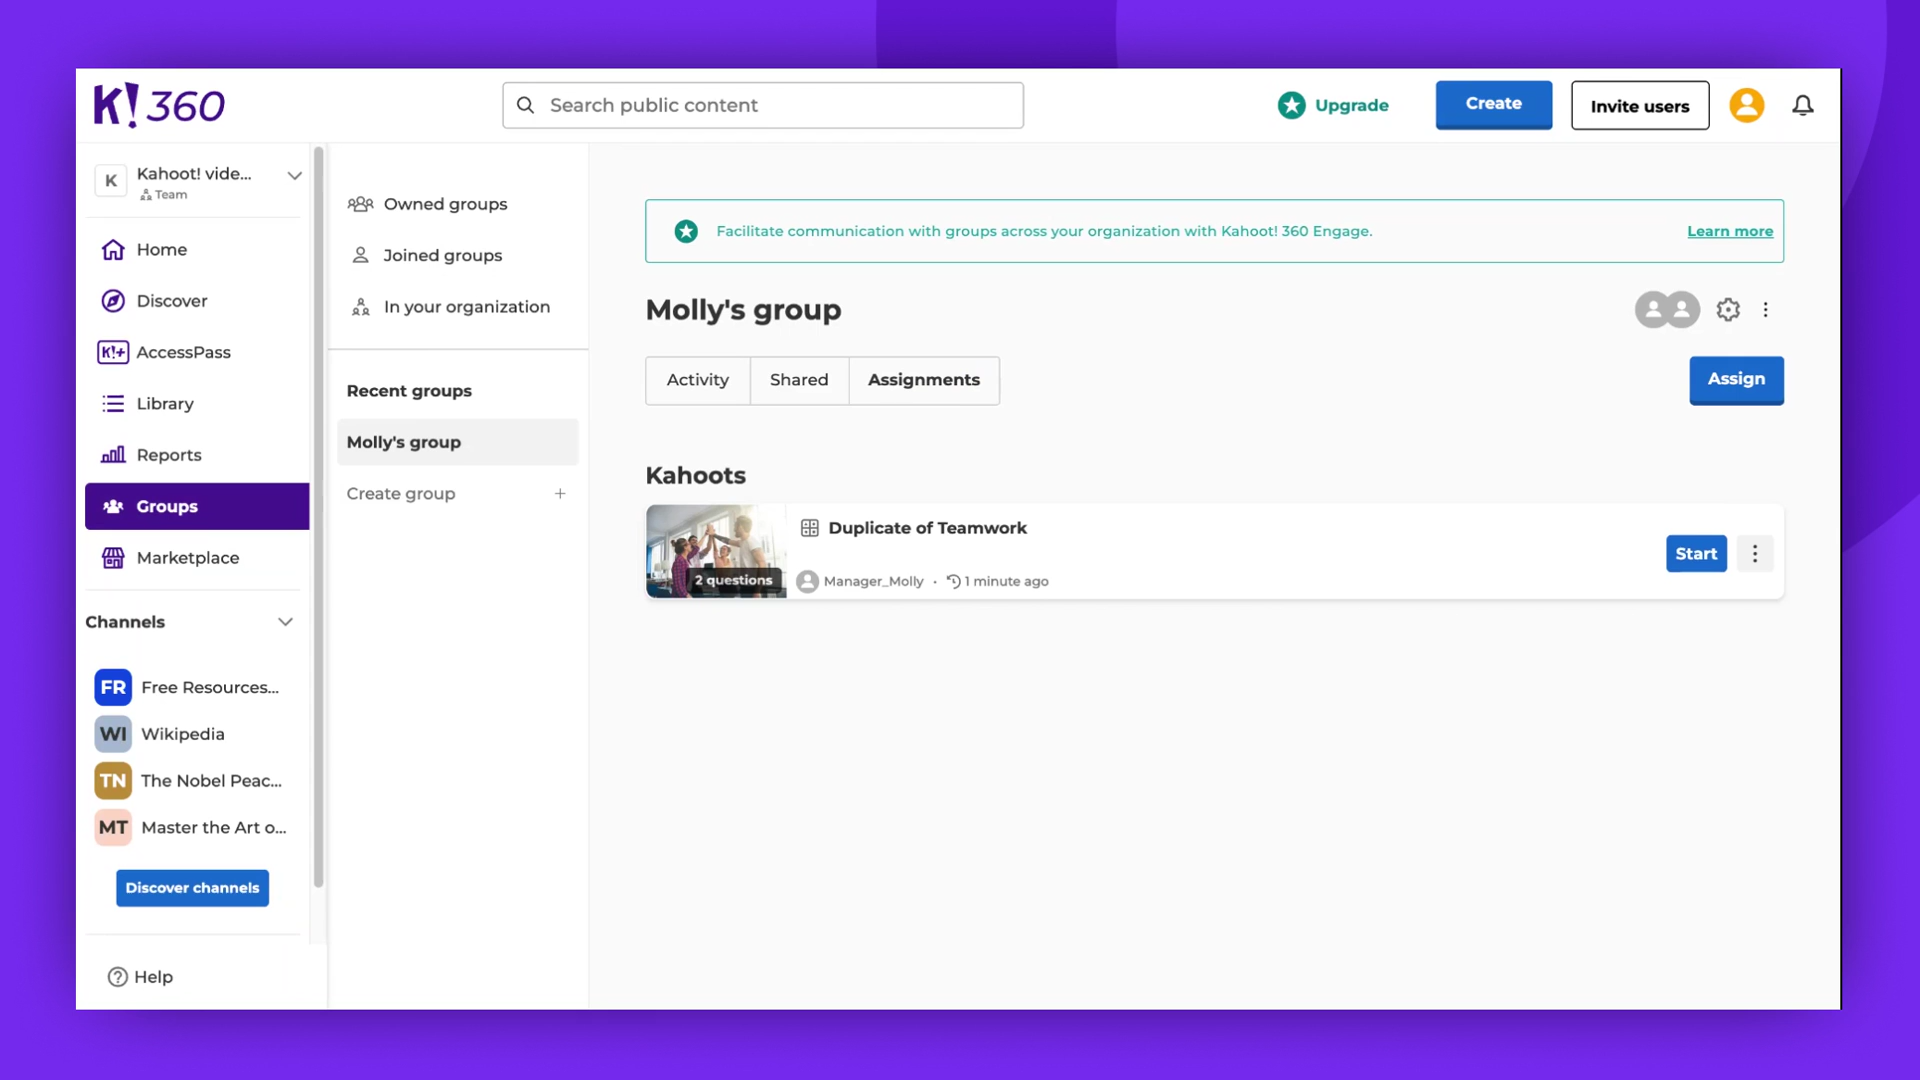 K! 360
Search public content
Upgrade
Create
Invite users
K
Kahoot! vide...
Team
Home
Discover
K!+ AccessPass
Library
Reports
Groups
Marketplace
Channels
FR Free Resources...
WI Wikipedia
TN The Nobel Peac...
MT Master the Art o...
Discover channels
Help
Owned groups
Joined groups
In your organization
Recent groups
Molly's group
Create group
Facilitate communication with groups across your organization with Kahoot! 360 Engage.
Learn more
Molly's group
Activity
Shared
Assignments
Assign
Kahoots
2 questions
Duplicate of Teamwork
Manager_Molly · 1 minute ago
Start